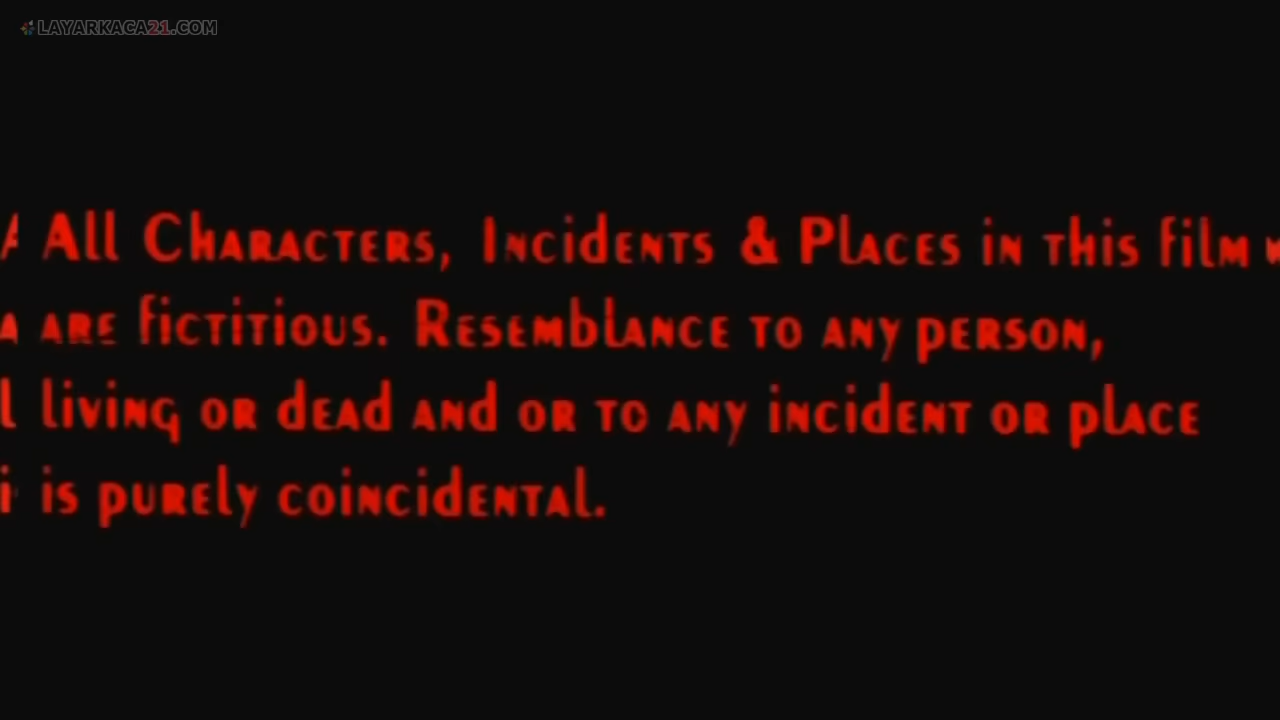 LAYARKACA21.COM
All Characters, Incidents & Places in this film
are fictitious. Resemblance to any person,
living or dead and or to any incident or place
is purely coincidental.